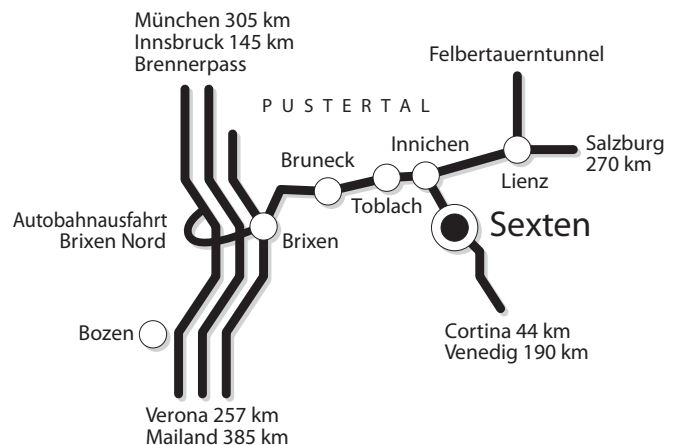 München 305 km
Innsbruck 145 km
Brennerpass
Felbertauerntunnel
PUSTERTAL
Innichen
Salzburg
270 km
Bruneck
Lienz
Toblach
Autobahnausfahrt
Brixen Nord
Brixen
Sexten
Bozen
Cortina 44 km
Venedig 190 km
Verona 257 km
Mailand 385 km